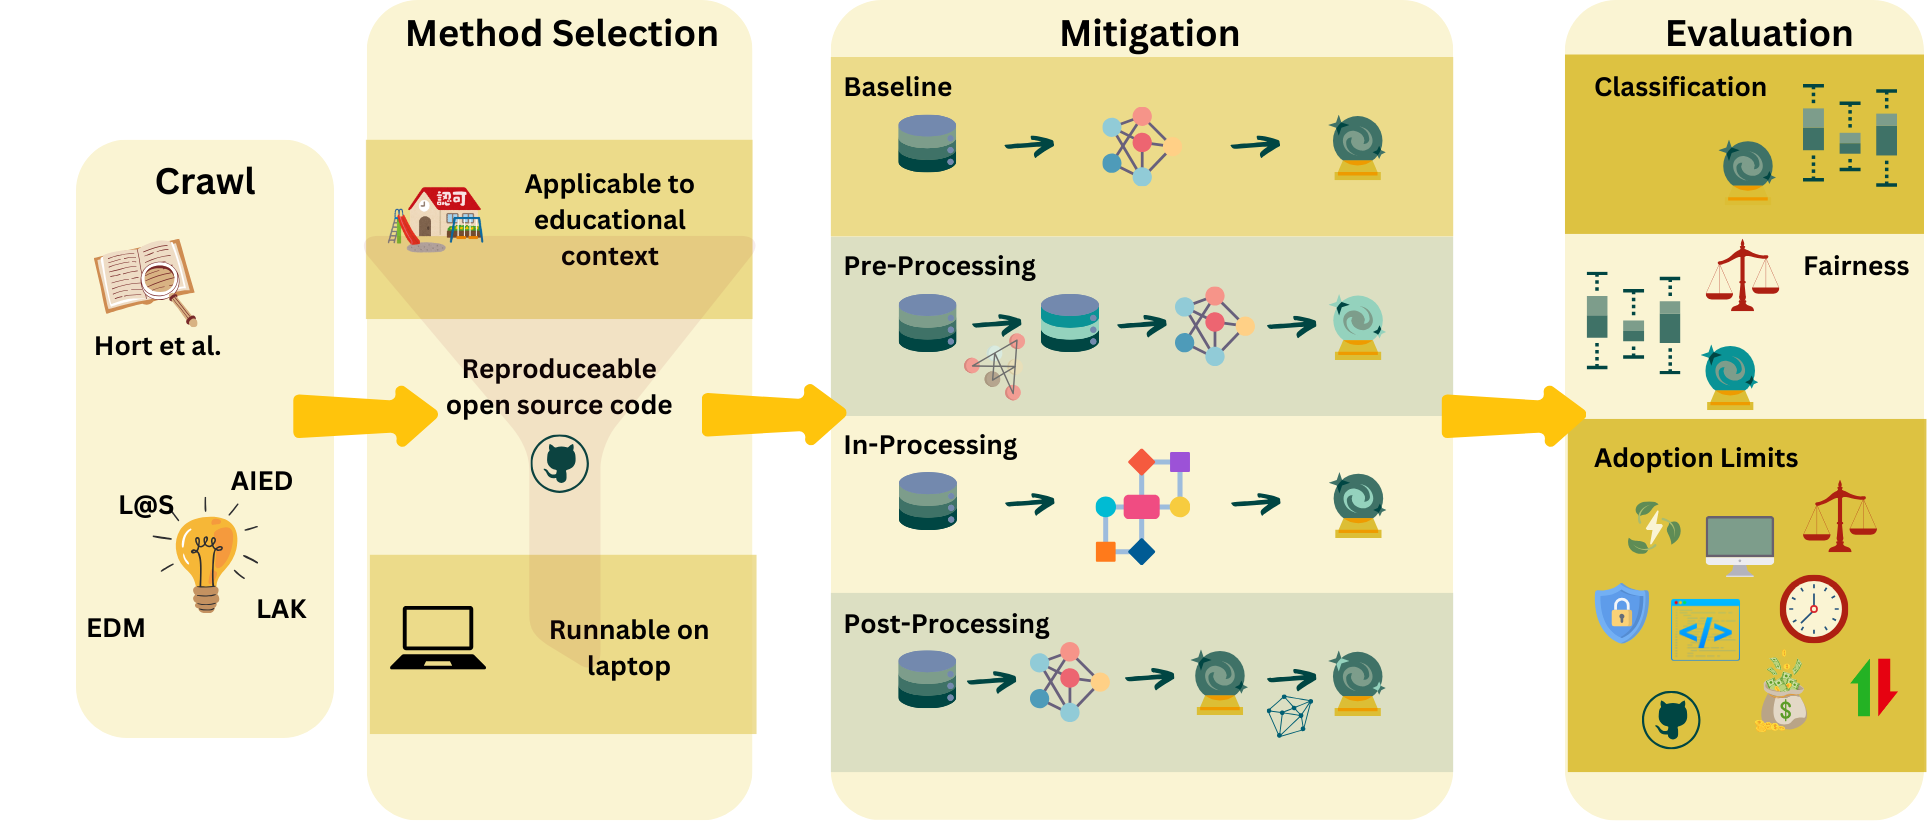 Crawl
Hort et al.
AIED
L@S
LAK
EDM
Method Selection
Applicable to
educational
context
Reproduceable
open source code
Runnable on
laptop
Mitigation
Baseline
Pre-Processing
In-Processing
Post-Processing
Evaluation
Classification
Fairness
Adoption Limits
</>
$